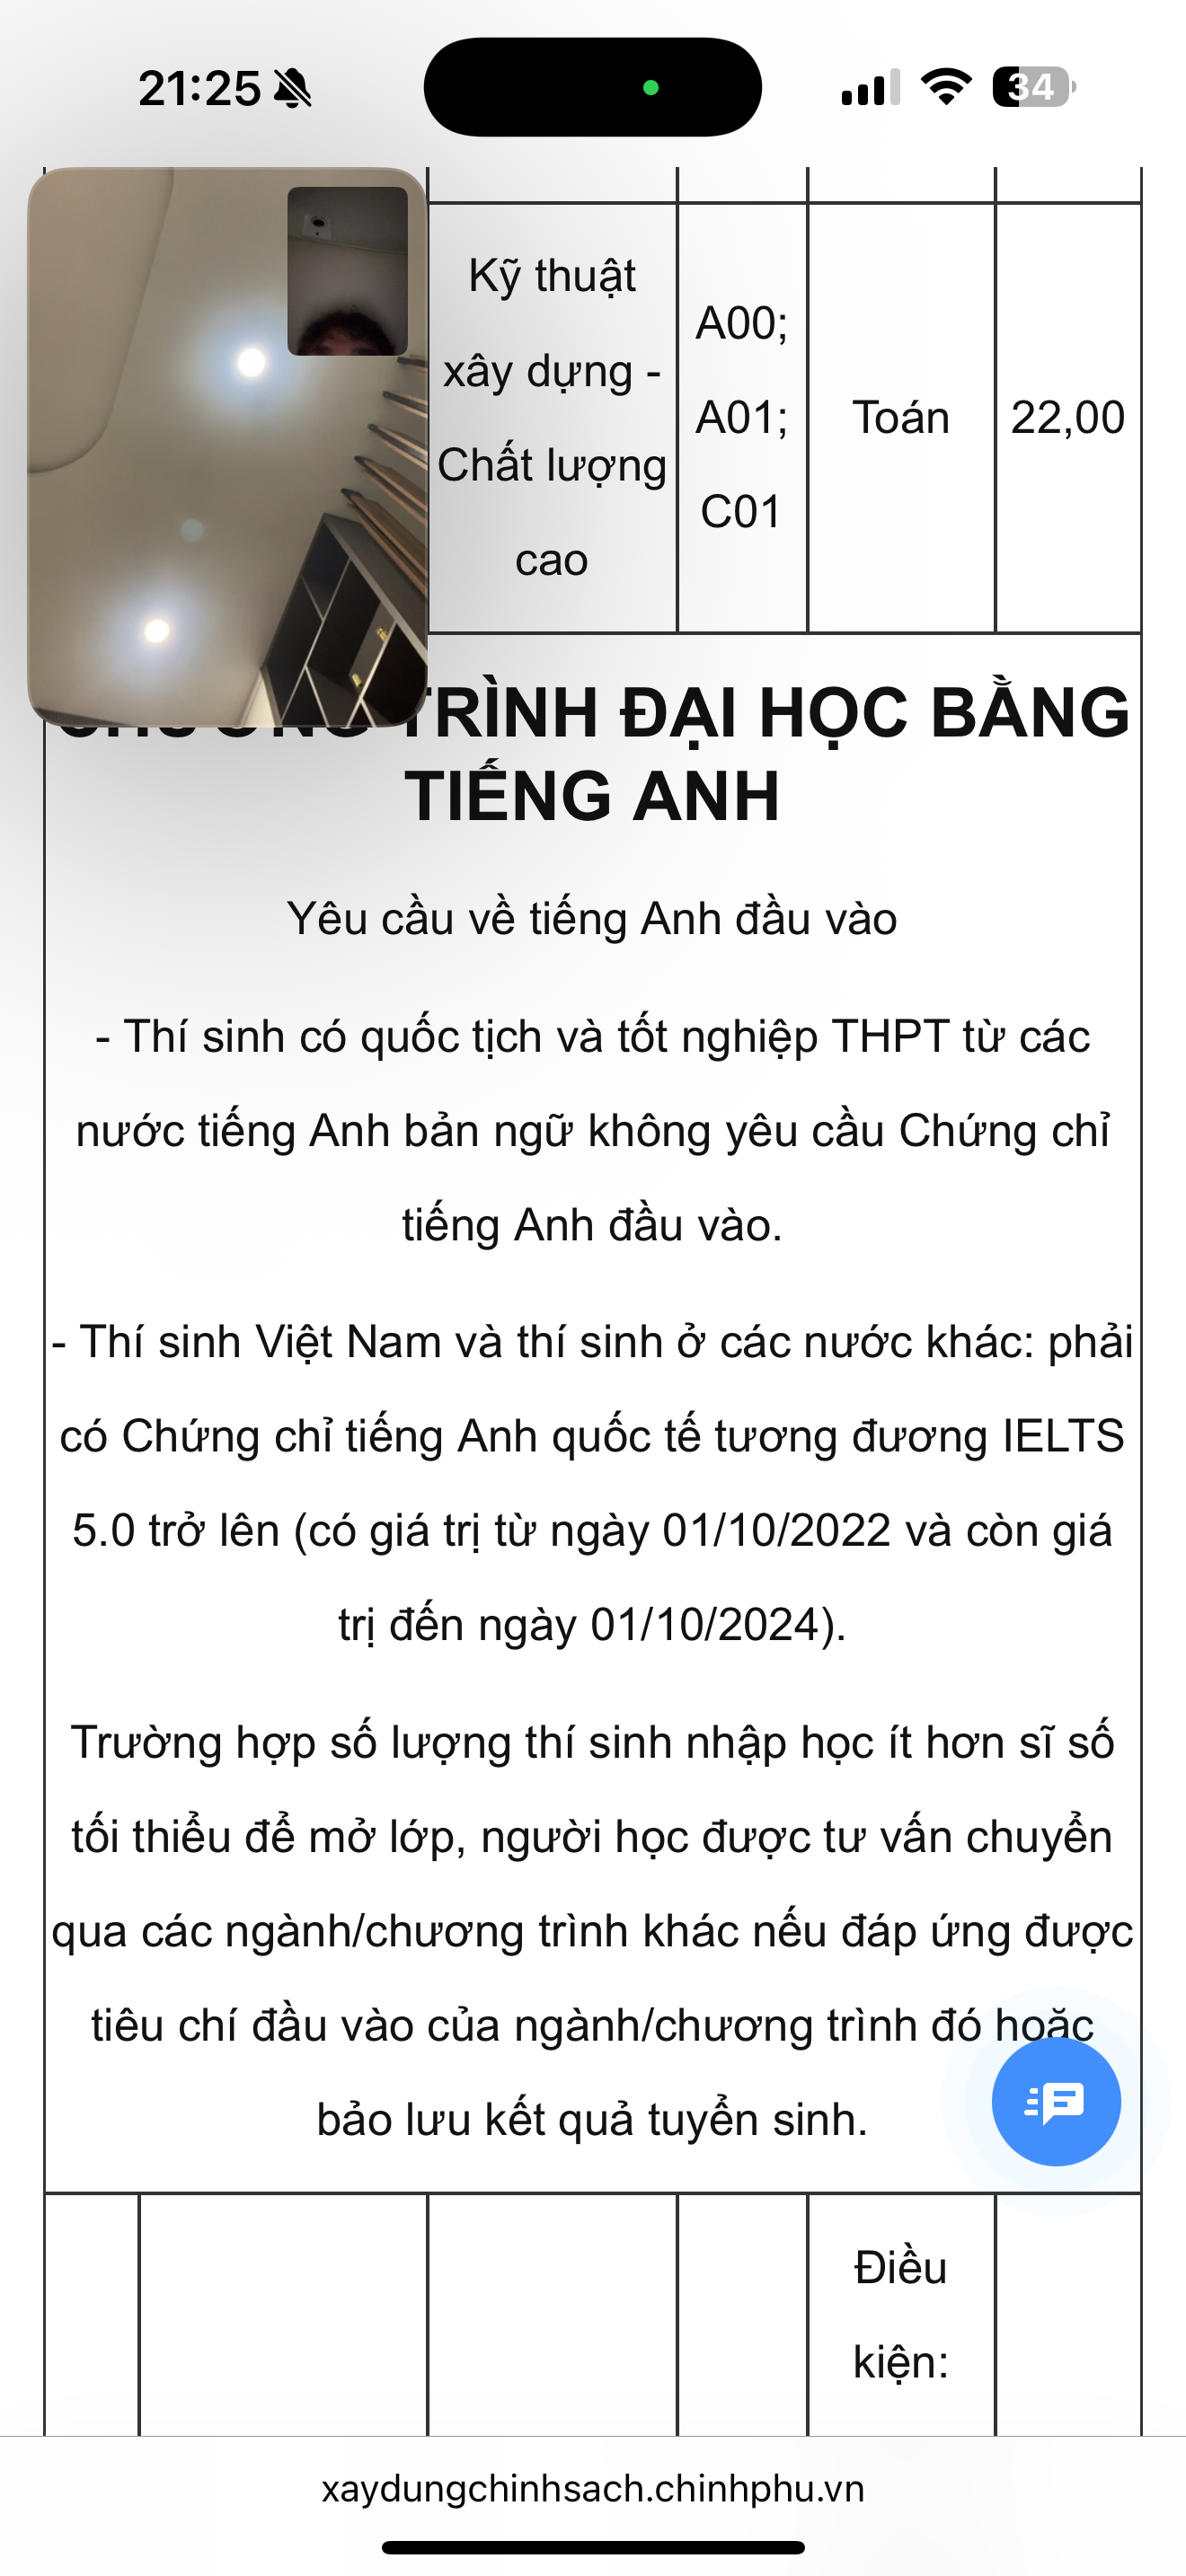 21:25
34
Kỹ thuật
xây dựng -
Chất lượng
cao
A00;
A01;
C01
Toán
22,00
TRÌNH ĐẠI HỌC BẰNG
TIẾNG ANH
Yêu cầu về tiếng Anh đầu vào
- Thí sinh có quốc tịch và tốt nghiệp THPT từ các
nước tiếng Anh bản ngữ không yêu cầu Chứng chỉ
tiếng Anh đầu vào.
- Thí sinh Việt Nam và thí sinh ở các nước khác: phải
có Chứng chỉ tiếng Anh quốc tế tương đương IELTS
5.0 trở lên (có giá trị từ ngày 01/10/2022 và còn giá
trị đến ngày 01/10/2024).
Trường hợp số lượng thí sinh nhập học ít hơn sĩ số
tối thiểu để mở lớp, người học được tư vấn chuyển
qua các ngành/chương trình khác nếu đáp ứng được
tiêu chí đầu vào của ngành/chương trình đó hoặc
bảo lưu kết quả tuyển sinh.
Điều
kiện:
xaydungchinhsach.chinhphu.vn